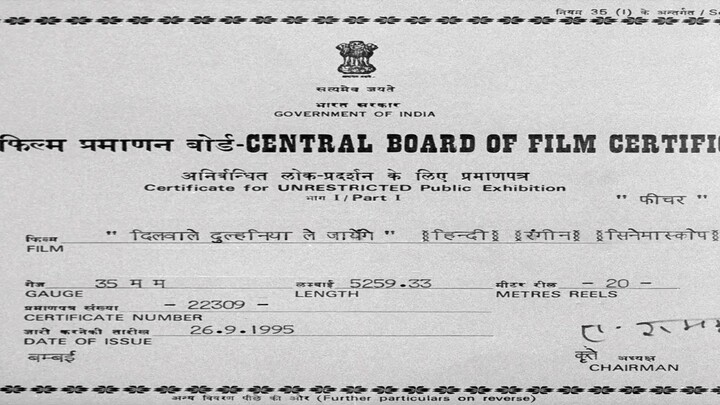 नियम 35 (1) के अन्तर्गत / S
सत्यमेव जयते
भारत सरकार
GOVERNMENT OF INDIA
फिल्म प्रमाणन बोर्ड-CENTRAL BOARD OF FILM CERTIFIC
अनिर्बन्धित लोक-प्रदर्शन के लिए प्रमाणपत्र
Certificate for UNRESTRICTED Public Exhibition
भाग I/Part I
" फीचर "
फिल्म " दिलवाले दुल्हनिया ले जायेंगे " हिन्दी रंगीन सिनेमास्कोप
FILM
गेज 35 म म लम्बाई 5259.33 मीटर रील - 20 -
GAUGE LENGTH METRES REELS
प्रमाणपत्र संख्या - 22309 -
CERTIFICATE NUMBER
जारी करनेकी तारीख 26.9.1995
DATE OF ISSUE
बम्बई कृते अध्यक्ष
CHAIRMAN
अन्य विवरण पीछे की ओर (Further particulars on reverse)